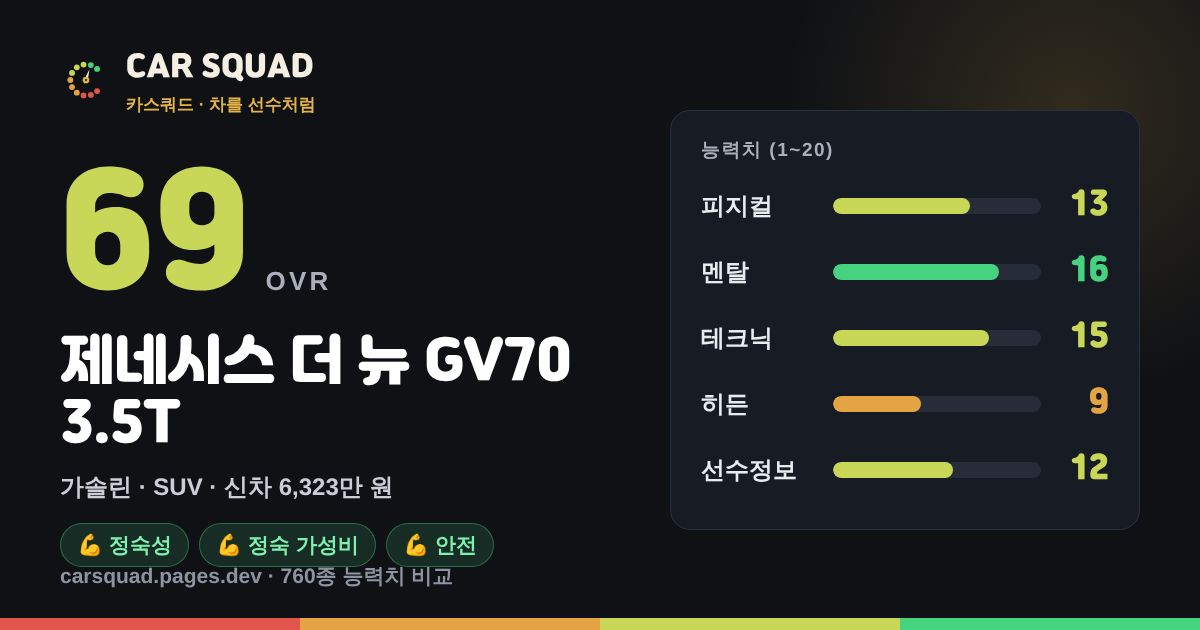 CAR SQUAD
카스쿼드 · 차를 선수처럼
69 OVR
제네시스 더 뉴 GV70
3.5T
가솔린 · SUV · 신차 6,323만 원
💪 정숙성 💪 정숙 가성비 💪 안전
carsquad.pages.dev · 760종 능력치 비교
능력치 (1~20)
피지컬 13
멘탈 16
테크닉 15
히든 9
선수정보 12